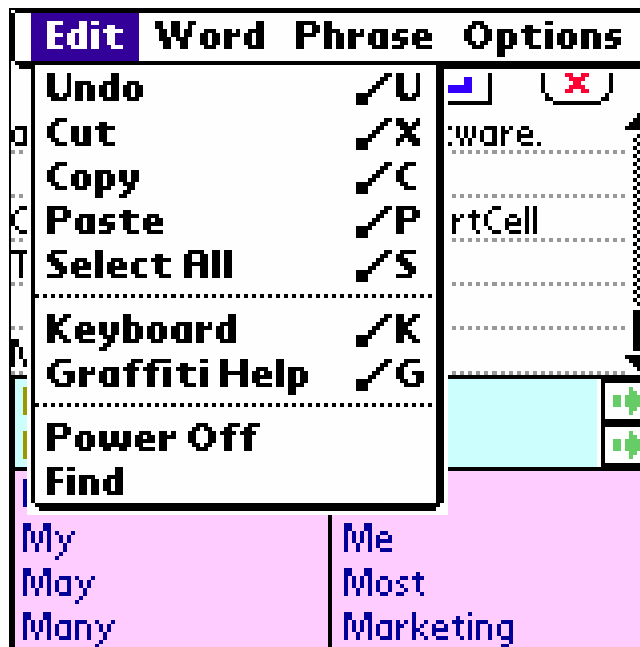 Edit Word Phrase Options
Undo U
Cut X
ware.
Copy C
Paste P
rtCell
Select All S
Keyboard K
Graffiti Help G
Power Off
Find
My Me
May Most
Many Marketing